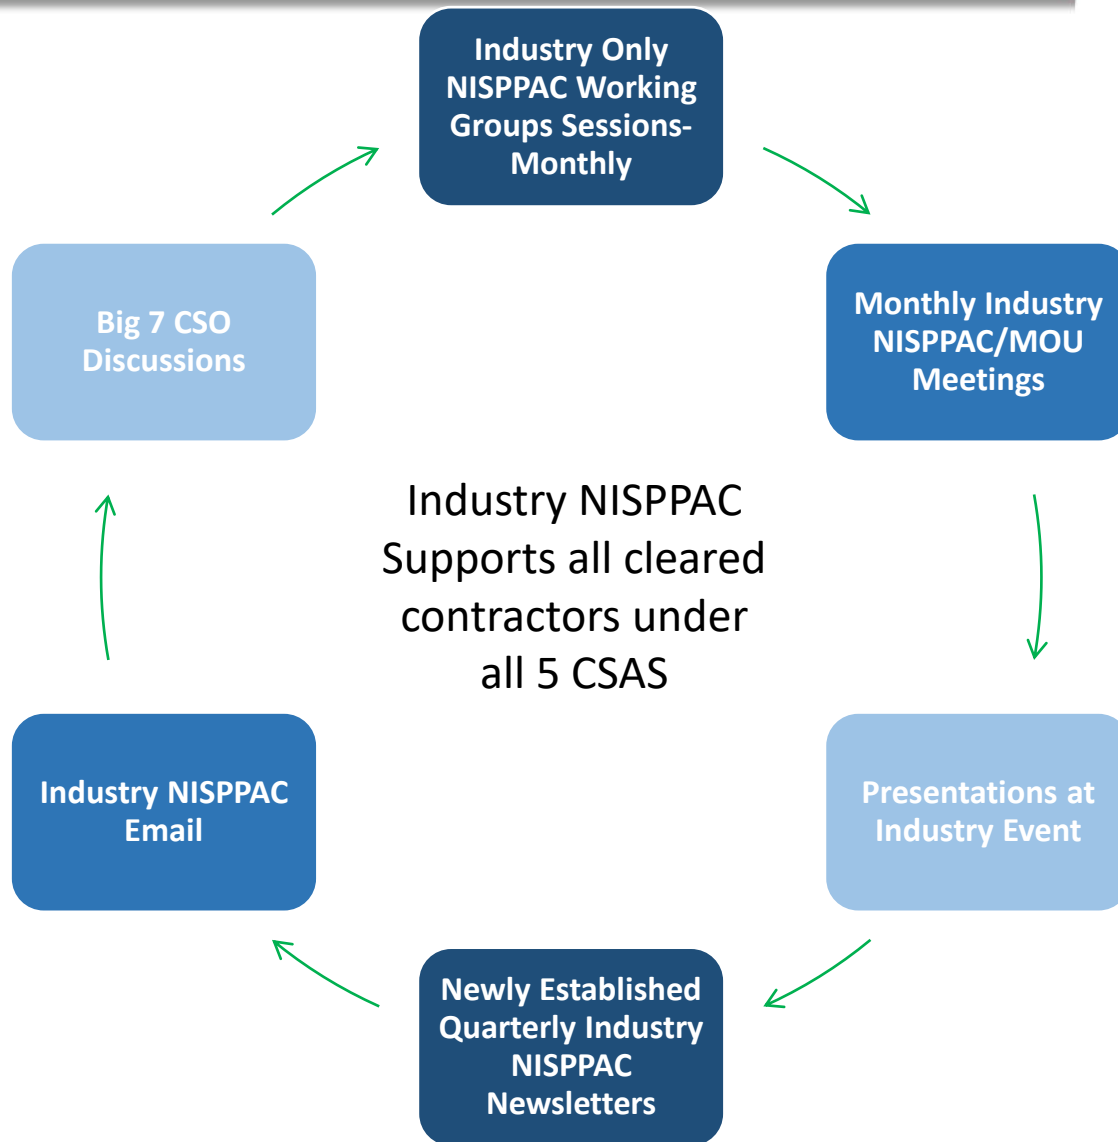 Industry Only
NISPPAC Working
Groups Sessions-
Monthly
Monthly Industry
NISPPAC/MOU
Meetings
Presentations at
Industry Event
Newly Established
Quarterly Industry
NISPPAC
Newsletters
Industry NISPPAC
Email
Big 7 CSO
Discussions
Industry NISPPAC
Supports all cleared
contractors under
all 5 CSAS